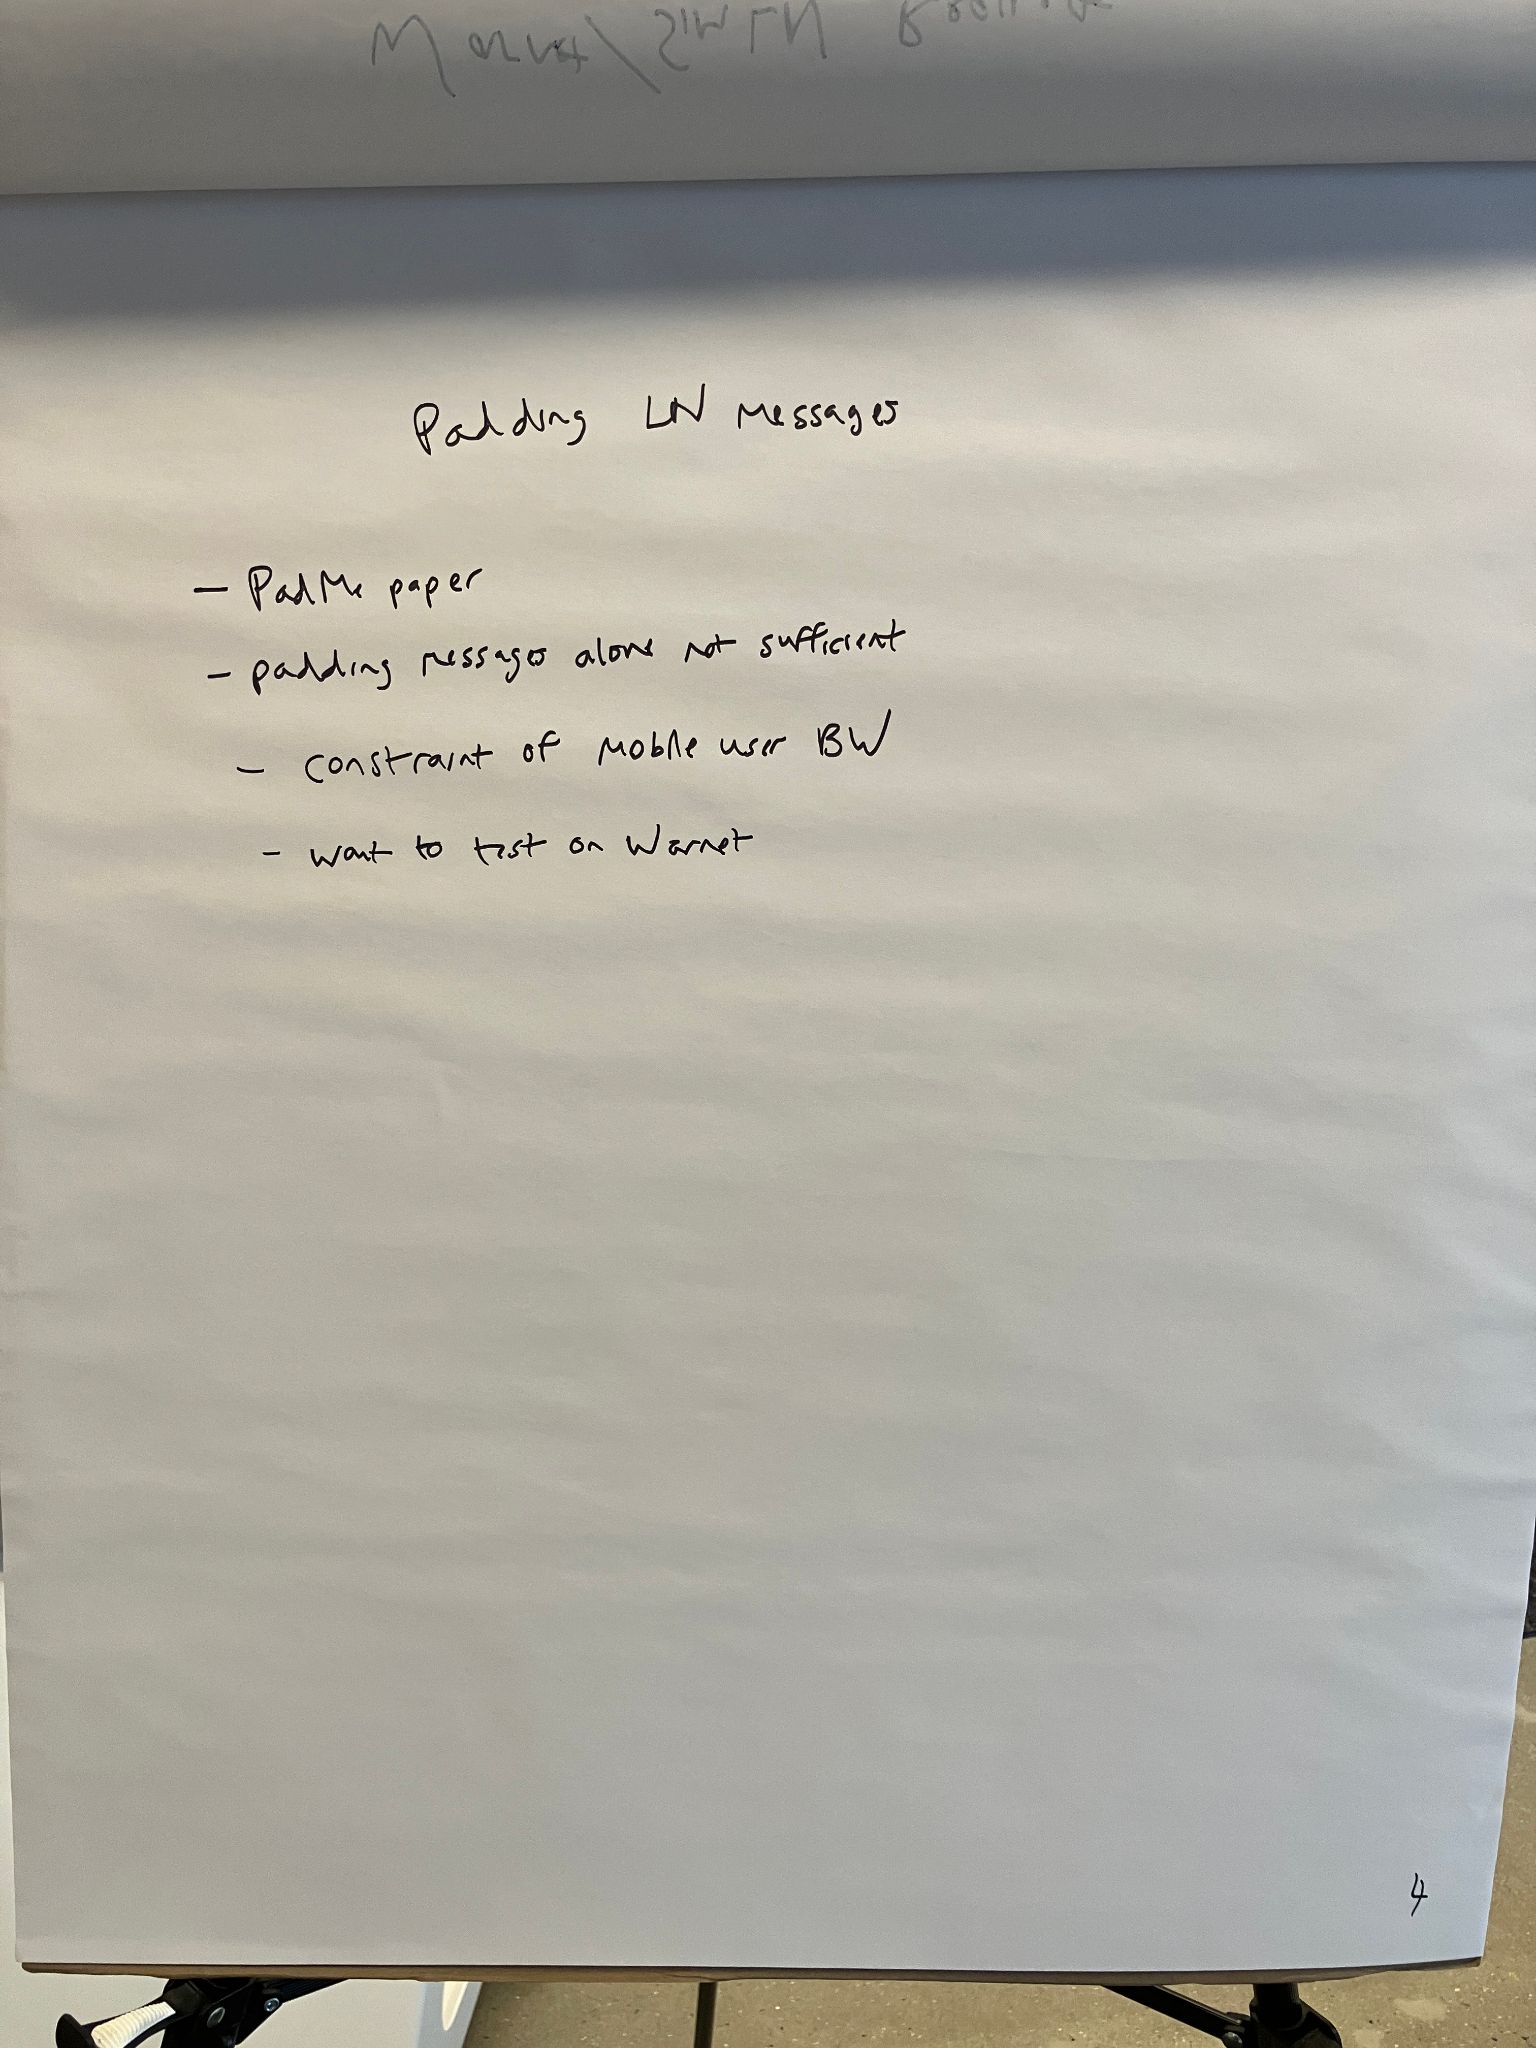 Padding LN Messages
- PadMe paper
- padding messages alone not sufficient
- constraint of mobile user BW
- want to test on Warnet
4